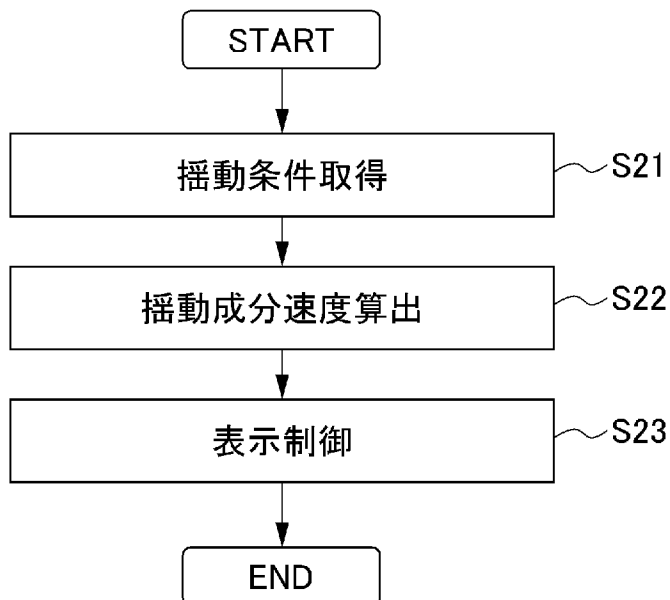 START
揺動条件取得
S21
揺動成分速度算出
S22
表示制御
S23
END